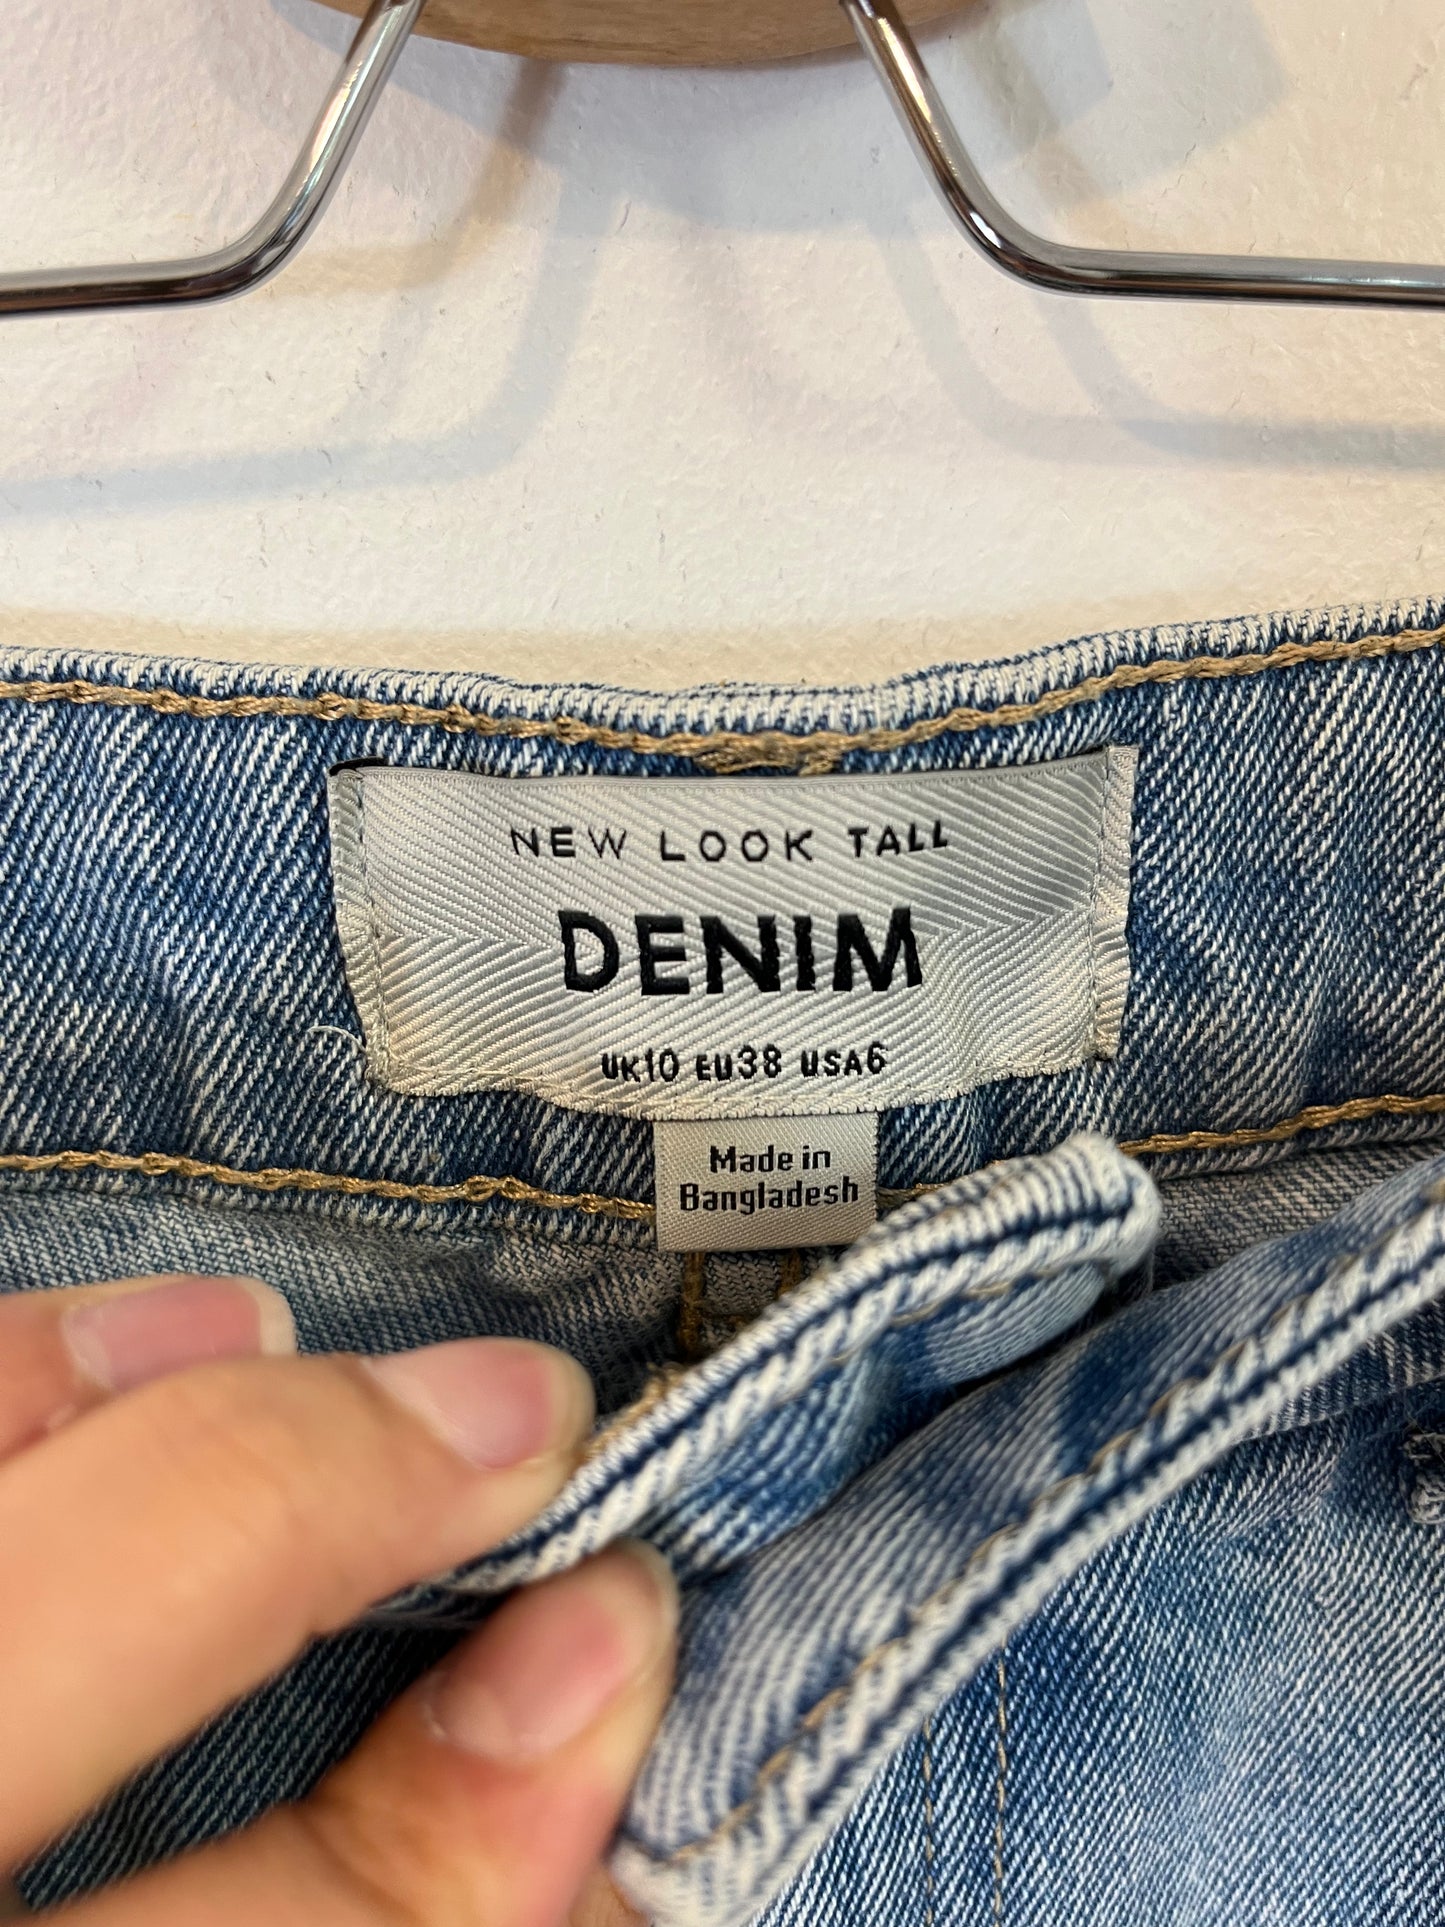 NEW LOOK TALL
DENIM
UK10 EU38 USA6
Made in
Bangladesh